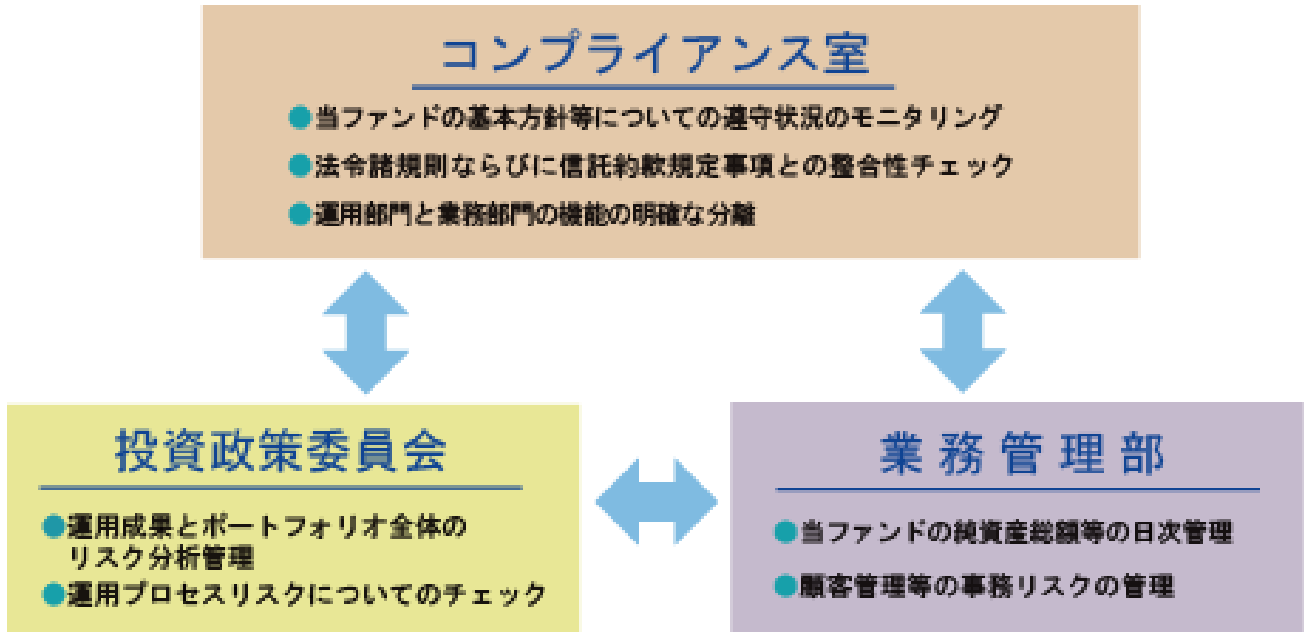 コンプライアンス室
●当ファンドの基本方針等についての遵守状況のモニタリング
●法令諸規則ならびに信託約款規定事項との整合性チェック
●運用部門と業務部門の機能の明確な分離
投資政策委員会
●運用成果とポートフォリオ全体の
リスク分析管理
●運用プロセスリスクについてのチェック
業務管理部
●当ファンドの純資産総額等の日次管理
●顧客管理等の事務リスクの管理